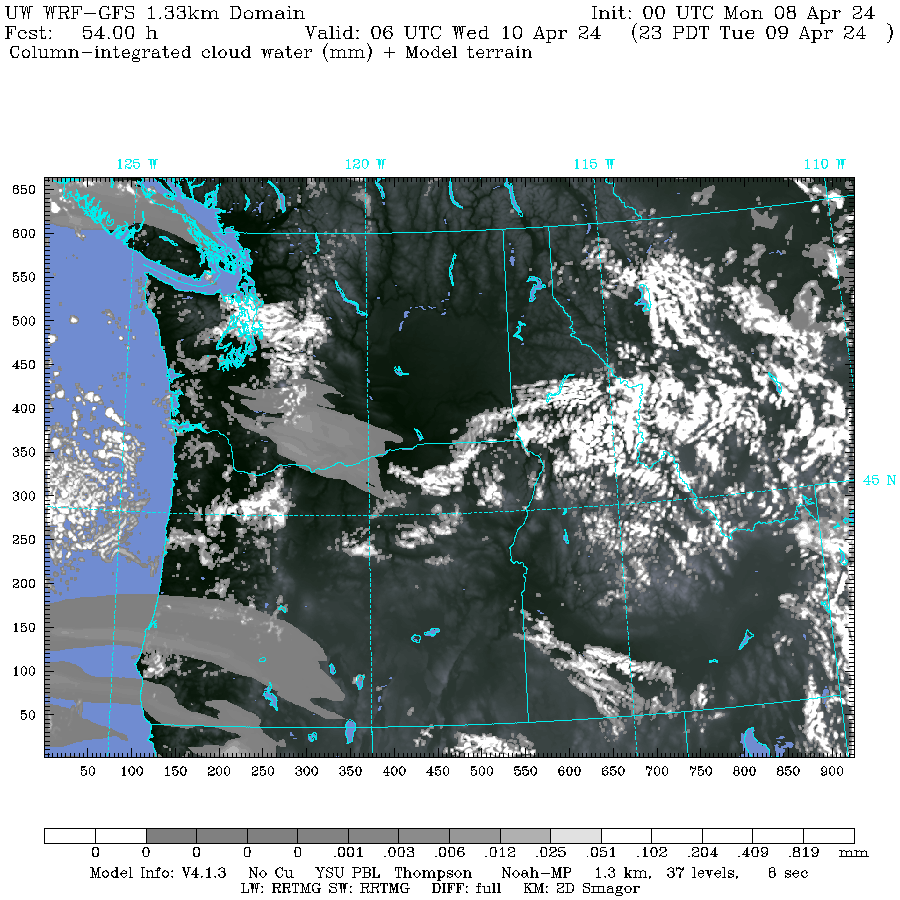 UW WRF-GFS 1.33km Domain Init: 00 UTC Mon 08 Apr 24
Fcst: 54.00 h Valid: 06 UTC Wed 10 Apr 24 (23 PDT Tue 09 Apr 24 )
Column-integrated cloud water (mm) + Model terrain
125 W 120 W 115 W 110 W
650
600
550
500
450
400
350
45 N
300
250
200
150
100
50
50 100 150 200 250 300 350 400 450 500 550 600 650 700 750 800 850 900
0 0 0 0 0 .001 .003 .006 .012 .025 .051 .102 .204 .409 .819 mm
Model Info: V4.1.3 No Cu YSU PBL Thompson Noah-MP 1.3 km, 37 levels, 8 sec
LW: RRTMG SW: RRTMG DIFF: full KM: 2D Smagor